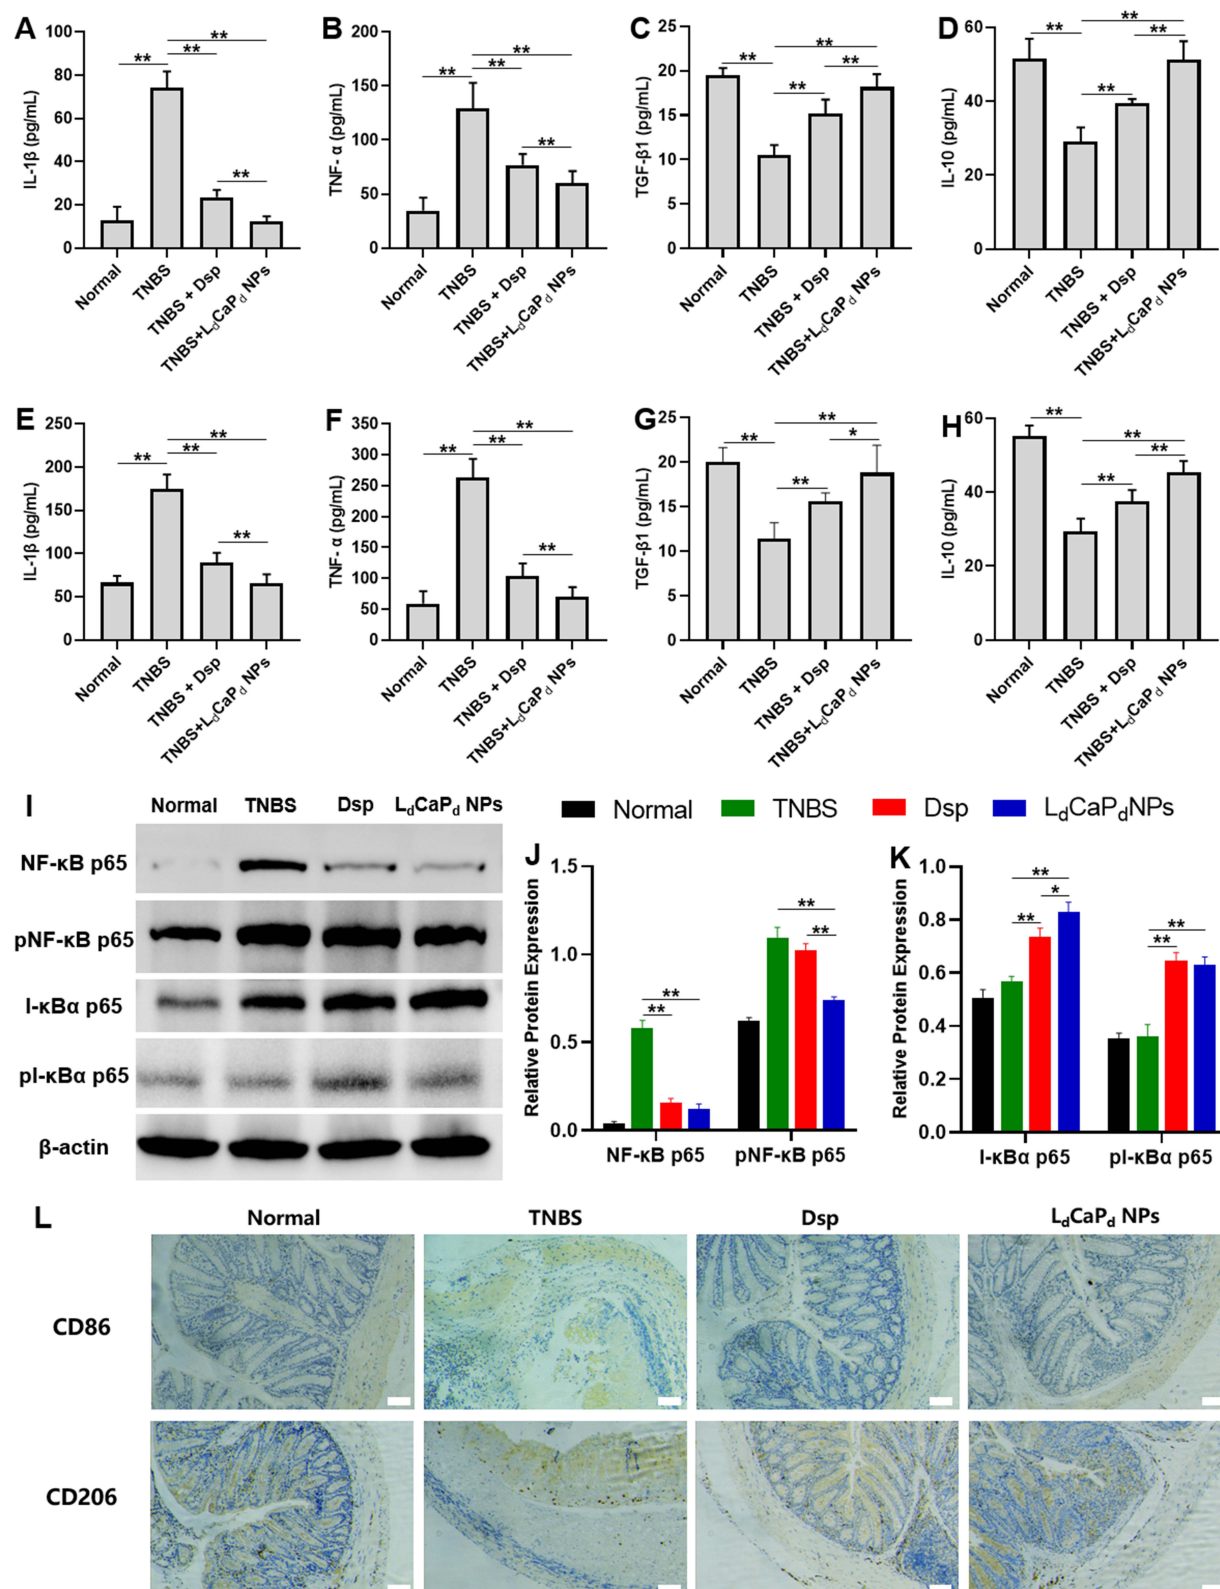 A
IL-1β (pg/mL)
100
80
60
40
20
0
** ** **
**
Normal
TNBS
TNBS + Dsp
TNBS+LdCaPd NPs
B
TNF- α (pg/mL)
200
150
100
50
0
** ** **
**
Normal
TNBS
TNBS + Dsp
TNBS+LdCaPd NPs
C
TGF-β1 (pg/mL)
25
20
15
10
5
0
** ** **
**
Normal
TNBS
TNBS + Dsp
TNBS+LdCaPd NPs
D
IL-10 (pg/mL)
60
40
20
0
** ** **
**
Normal
TNBS
TNBS + Dsp
TNBS+LdCaPd NPs
E
IL-1β (pg/mL)
250
200
150
100
50
0
** ** **
**
Normal
TNBS
TNBS + Dsp
TNBS+LdCaPd NPs
F
TNF- α (pg/mL)
350
300
250
200
150
100
50
0
** ** **
**
Normal
TNBS
TNBS + Dsp
TNBS+LdCaPd NPs
G
TGF-β1 (pg/mL)
25
20
15
10
5
0
** ** *
**
Normal
TNBS
TNBS + Dsp
TNBS+LdCaPd NPs
H
IL-10 (pg/mL)
60
40
20
0
** ** **
**
Normal
TNBS
TNBS + Dsp
TNBS+LdCaPd NPs
I
Normal TNBS Dsp LdCaPd NPs
NF-κB p65
pNF-κB p65
I-κBα p65
pI-κBα p65
β-actin
Normal TNBS Dsp LdCaPdNPs
J
Relative Protein Expression
1.5
1.0
0.5
0.0
**
**
**
**
NF-κB p65 pNF-κB p65
K
Relative Protein Expression
1.0
0.8
0.6
0.4
0.2
0.0
**
*
**
**
**
I-κBα p65 pI-κBα p65
L
Normal TNBS Dsp LdCaPd NPs
CD86
CD206